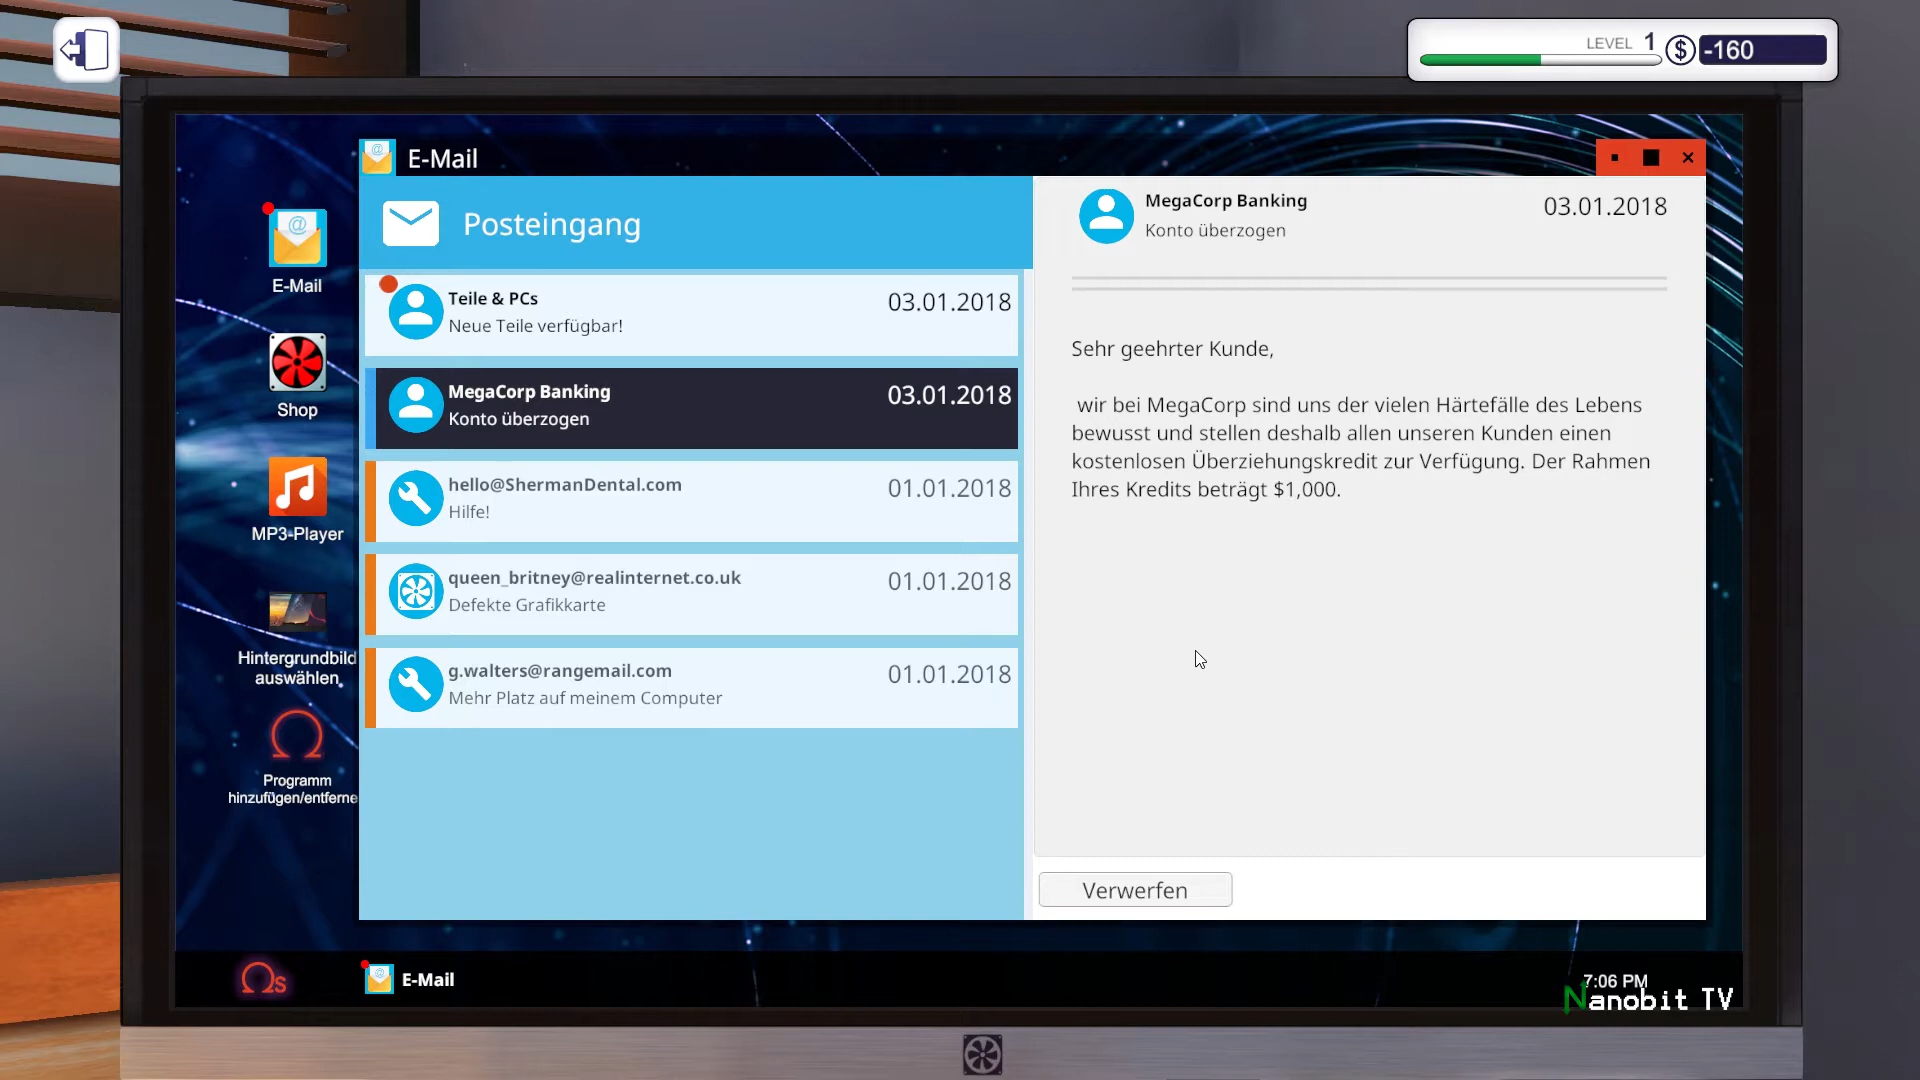 LEVEL 1
$ -160
E-Mail
Posteingang
Teile & PCs
03.01.2018
Neue Teile verfügbar!
MegaCorp Banking
03.01.2018
Konto überzogen
hello@ShermanDental.com
01.01.2018
Hilfe!
queen_britney@realinternet.co.uk
01.01.2018
Defekte Grafikkarte
g.walters@rangemail.com
01.01.2018
Mehr Platz auf meinem Computer
MegaCorp Banking
03.01.2018
Konto überzogen
Sehr geehrter Kunde,
wir bei MegaCorp sind uns der vielen Härtefälle des Lebens
bewusst und stellen deshalb allen unseren Kunden einen
kostenlosen Überziehungskredit zur Verfügung. Der Rahmen
Ihres Kredits beträgt $1,000.
Verwerfen
E-Mail
Shop
MP3-Player
Hintergrundbild
auswählen
Programm
hinzufügen/entferne
Ωs
E-Mail
7:06 PM
Nanobit TV